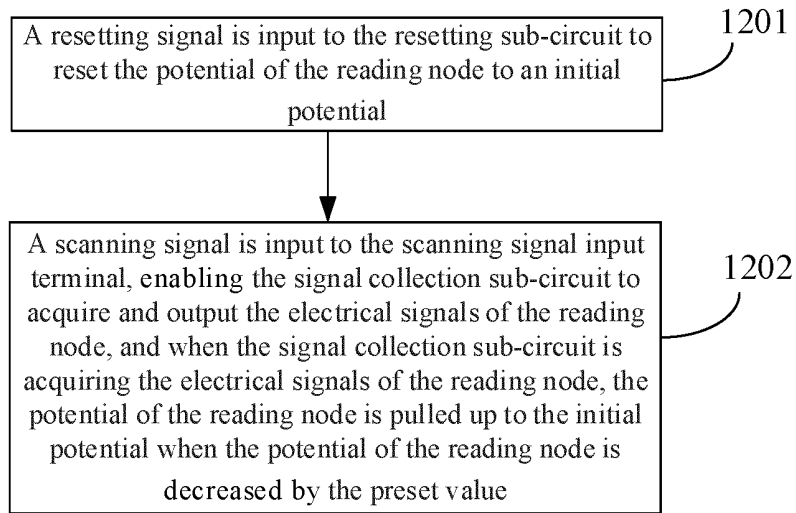 A resetting signal is input to the resetting sub-circuit to
reset the potential of the reading node to an initial
potential
1201
A scanning signal is input to the scanning signal input
terminal, enabling the signal collection sub-circuit to
acquire and output the electrical signals of the reading
node, and when the signal collection sub-circuit is
acquiring the electrical signals of the reading node, the
potential of the reading node is pulled up to the initial
potential when the potential of the reading node is
decreased by the preset value
1202